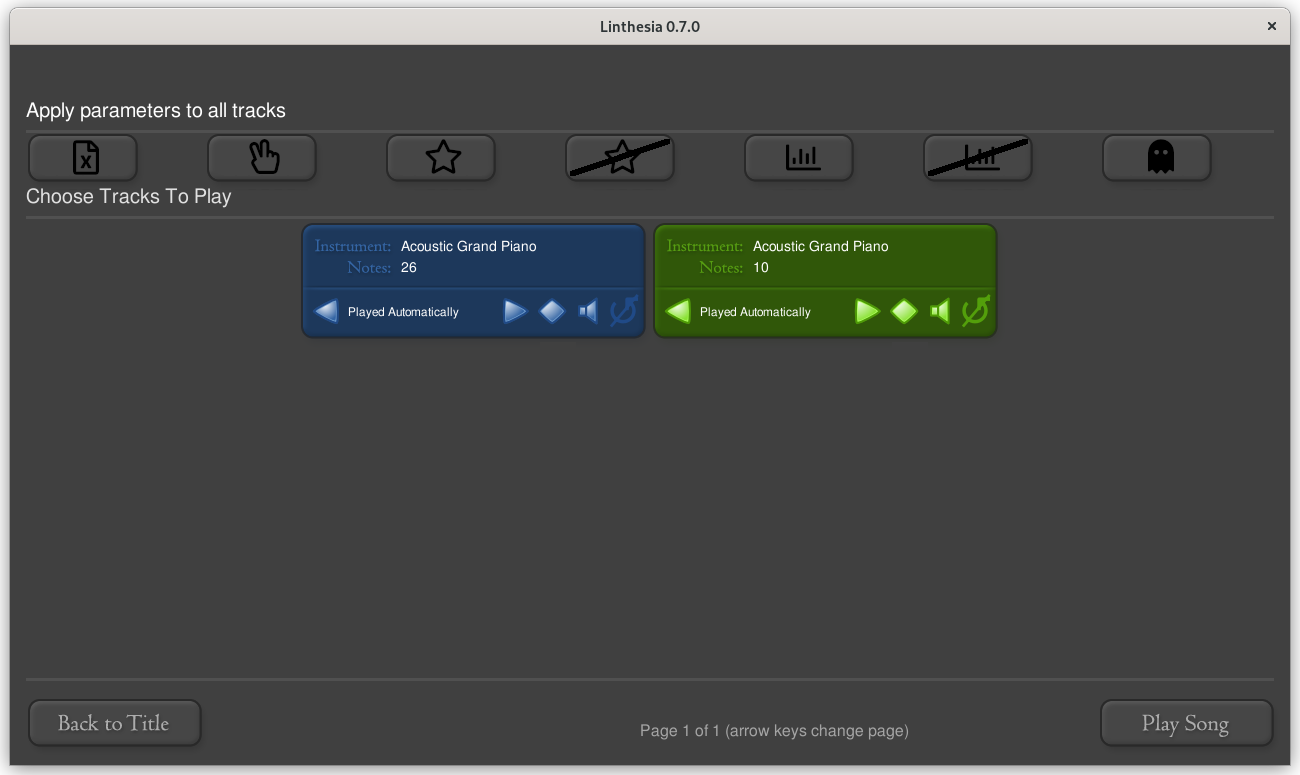 Linthesia 0.7.0
Apply parameters to all tracks
Choose Tracks To Play
Instrument: Acoustic Grand Piano
Notes: 26
Played Automatically
Instrument: Acoustic Grand Piano
Notes: 10
Played Automatically
Back to Title
Page 1 of 1 (arrow keys change page)
Play Song